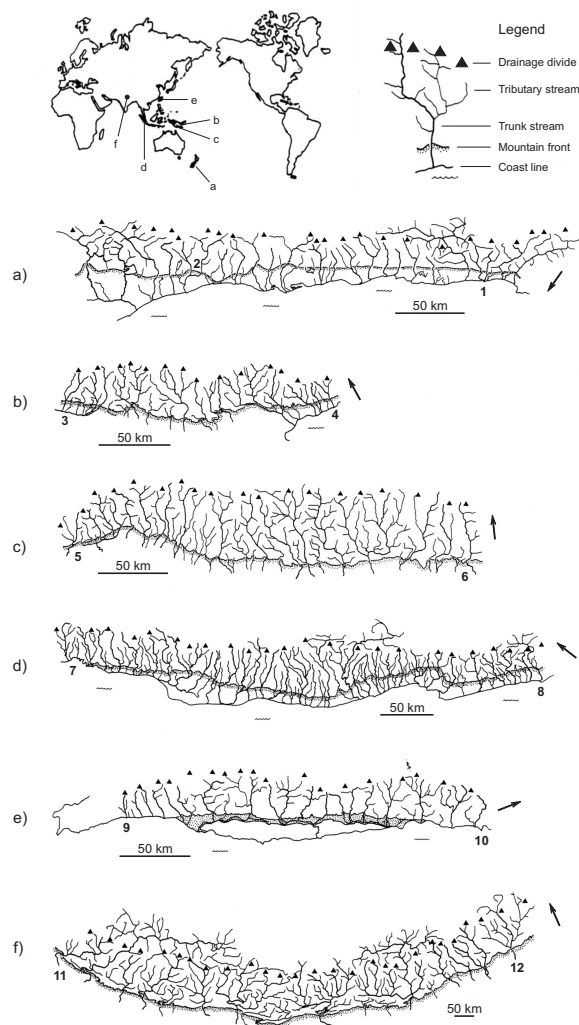 Legend
Drainage divide
Tributary stream
Trunk stream
Mountain front
Coast line
e
b
c
f
d
a
a)
2
1
50 km
b)
3
4
50 km
c)
5
6
50 km
d)
7
8
50 km
e)
9
10
50 km
f)
11
12
50 km